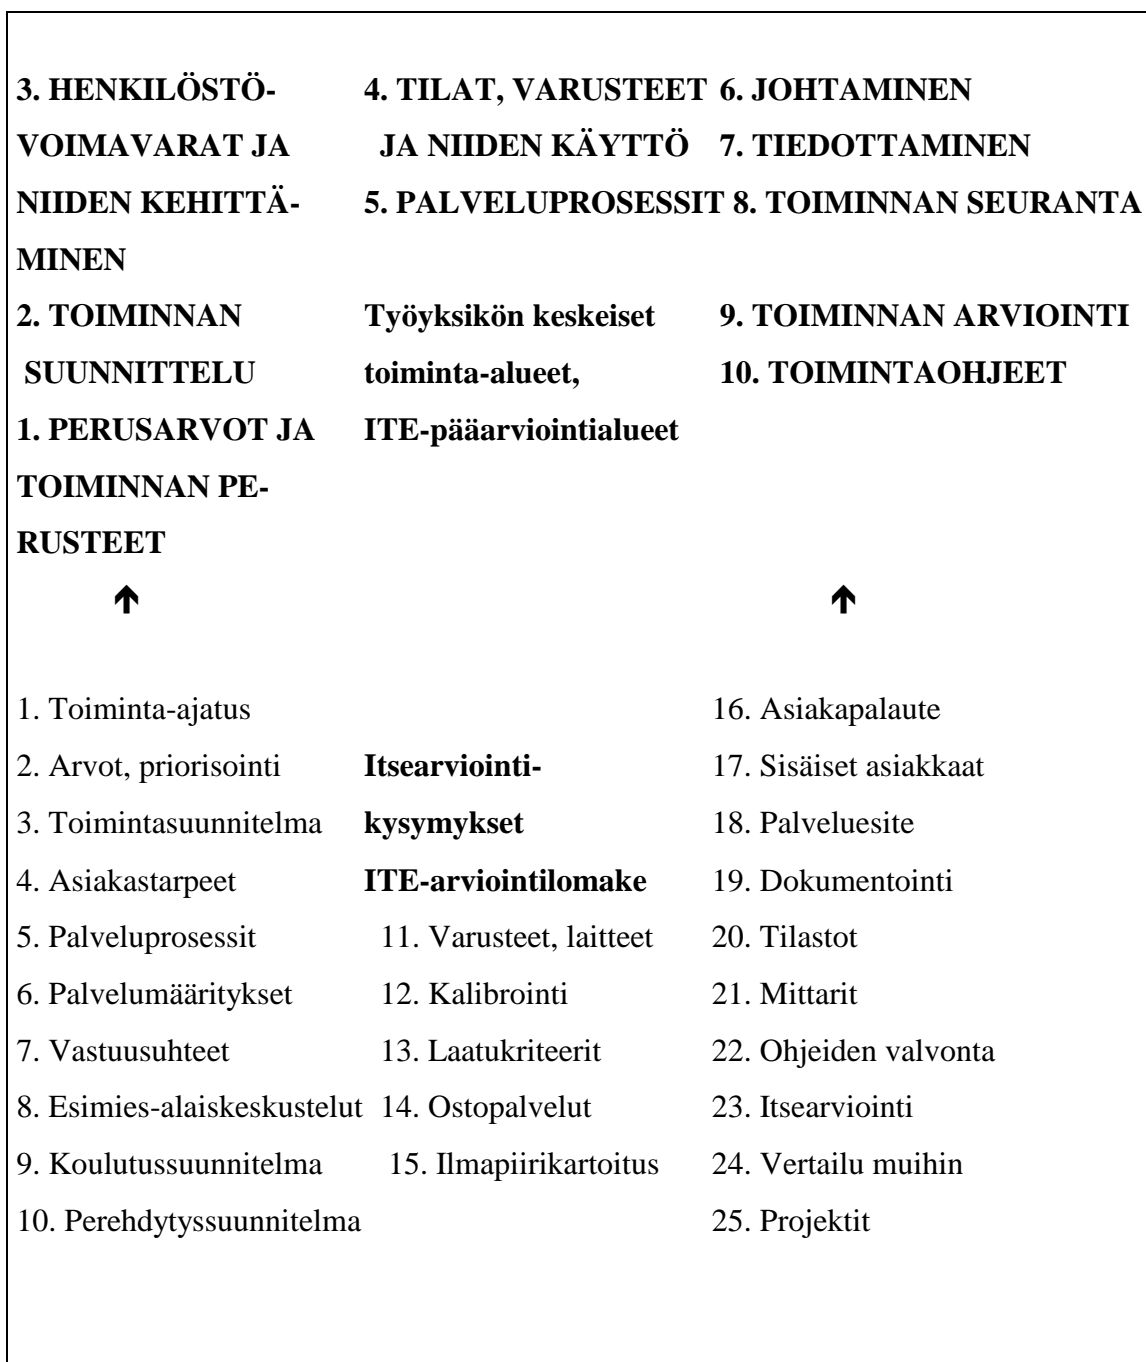 3. HENKILÖSTÖ- 4. TILAT, VARUSTEET 6. JOHTAMINEN
VOIMAVARAT JA JA NIIDEN KÄYTTÖ 7. TIEDOTTAMINEN
NIIDEN KEHITTÄ- 5. PALVELUPROSESSIT 8. TOIMINNAN SEURANTA
MINEN
2. TOIMINNAN Työyksikön keskeiset 9. TOIMINNAN ARVIOINTI
SUUNNITTELU toiminta-alueet, 10. TOIMINTAOHJEET
1. PERUSARVOT JA ITE-pääarviointialueet
TOIMINNAN PE-
RUSTEET
↑ ↑
1. Toiminta-ajatus 16. Asiakapalaute
2. Arvot, priorisointi Itsearviointi- 17. Sisäiset asiakkaat
3. Toimintasuunnitelma kysymykset 18. Palveluesite
4. Asiakastarpeet ITE-arviointilomake 19. Dokumentointi
5. Palveluprosessit 11. Varusteet, laitteet 20. Tilastot
6. Palvelumääritykset 12. Kalibrointi 21. Mittarit
7. Vastuusuhteet 13. Laatukriteerit 22. Ohjeiden valvonta
8. Esimies-alaiskeskustelut 14. Ostopalvelut 23. Itsearviointi
9. Koulutussuunnitelma 15. Ilmapiirikartoitus 24. Vertailu muihin
10. Perehdytyssuunnitelma 25. Projektit